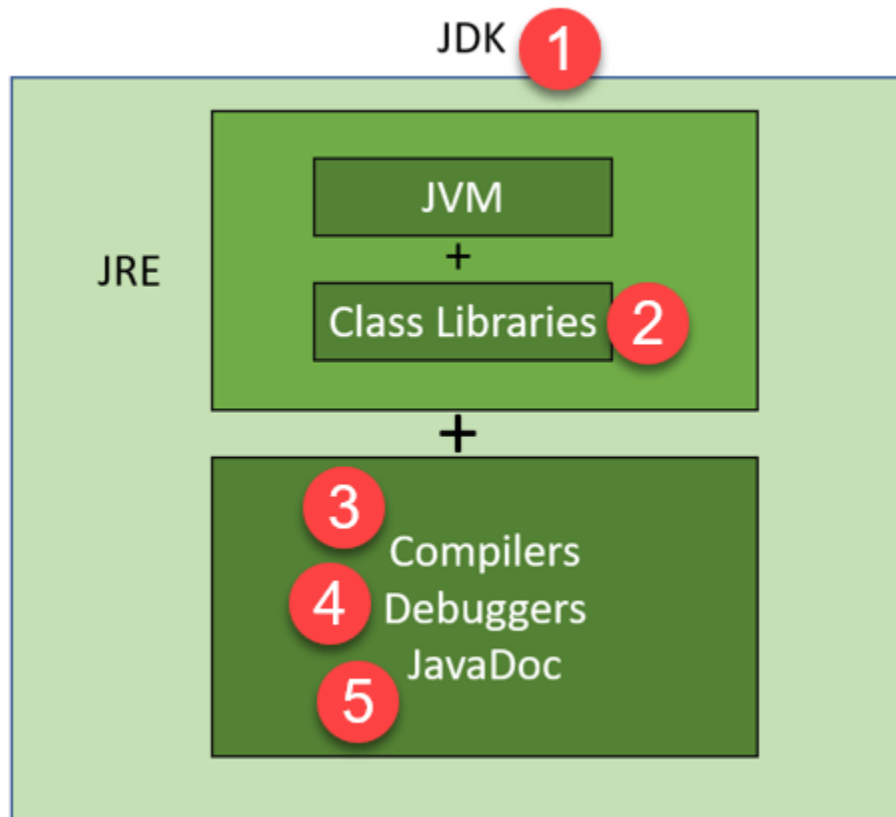 JDK 1
JVM
+
JRE
Class Libraries 2
+
3
Compilers
4 Debuggers
JavaDoc
5